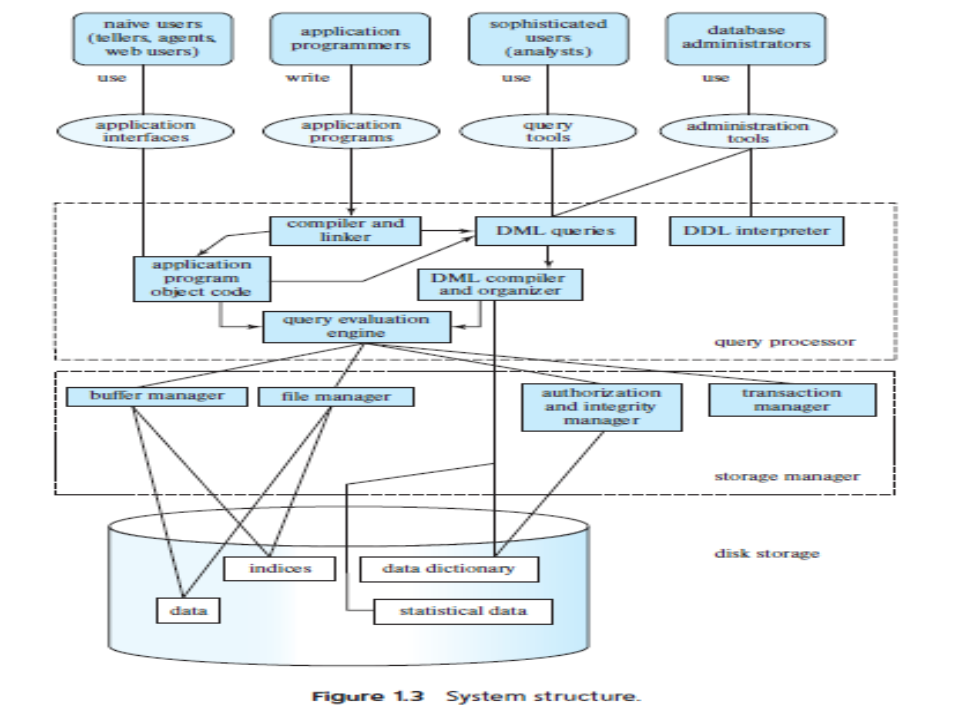 naive users
(tellers, agents,
web users)
application
programmers
sophisticated
users
(analysts)
database
administrators
use
write
use
use
application
interfaces
application
programs
query
tools
administration
tools
compiler and
linker
DML queries
DDL interpreter
application
program
object code
DML compiler
and organizer
query evaluation
engine
query processor
buffer manager
file manager
authorization
and integrity
manager
transaction
manager
storage manager
disk storage
indices
data dictionary
data
statistical data
Figure 1.3 System structure.